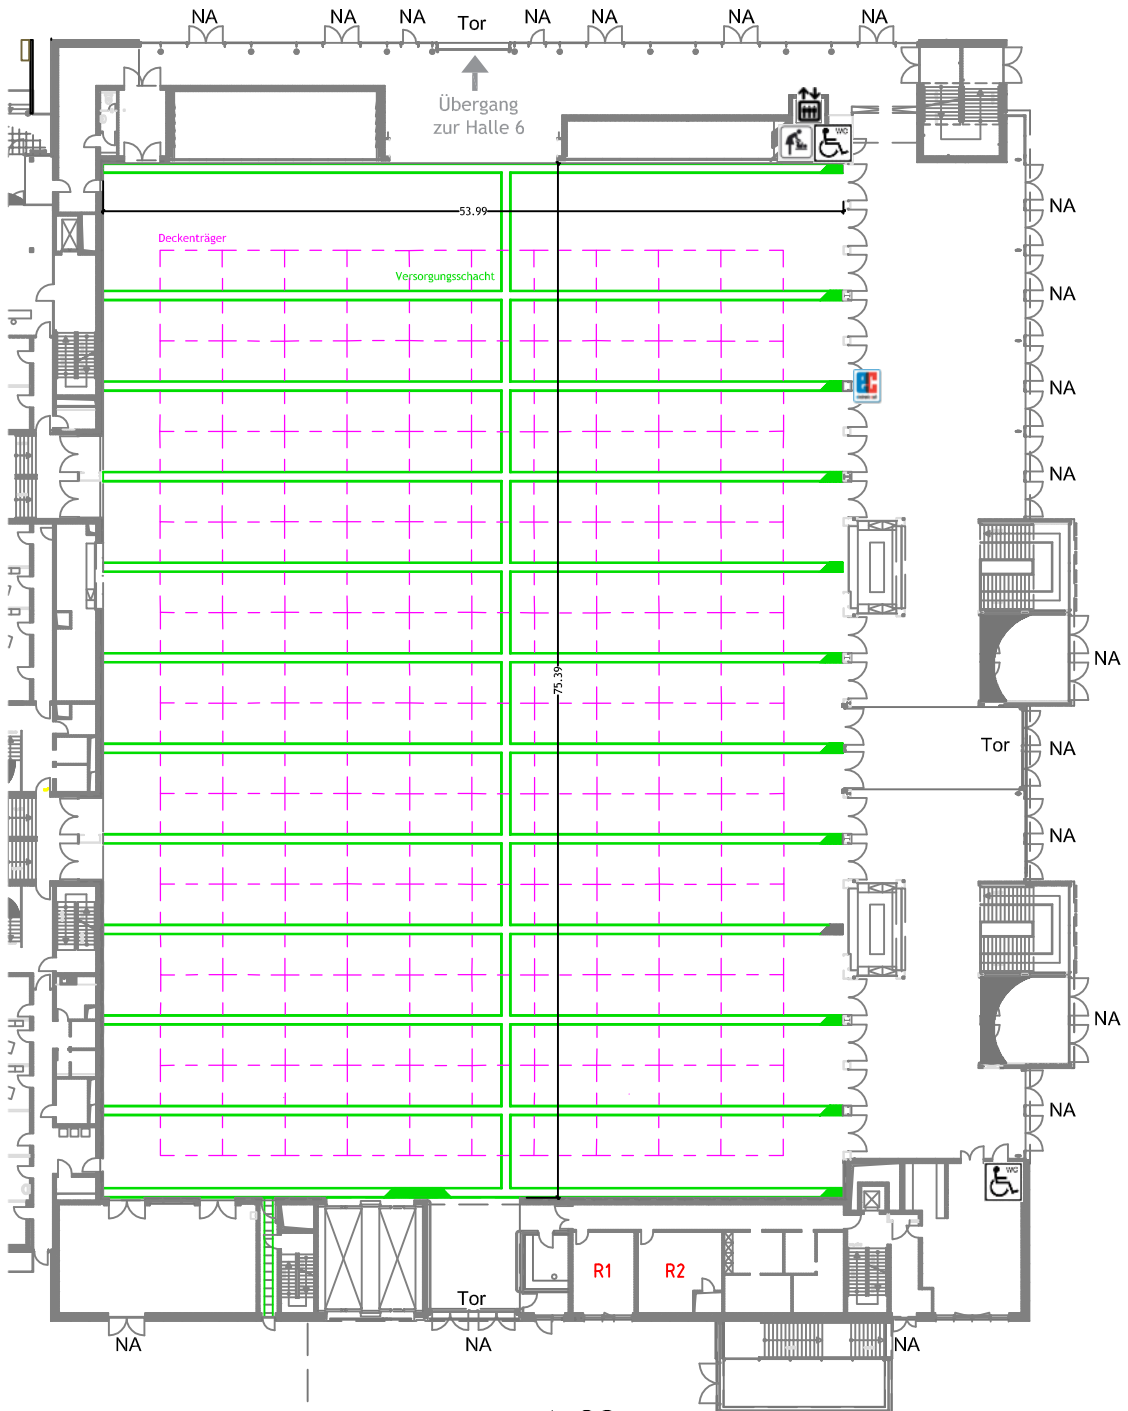 NA NA NA Tor NA NA NA NA
Übergang
zur Halle 6
WC
NA
53.99
Deckenträger
Versorgungsschacht
NA
NA
EC
NA
NA
75.39
Tor NA
NA
NA
NA
WC
R1 R2
Tor
NA NA NA